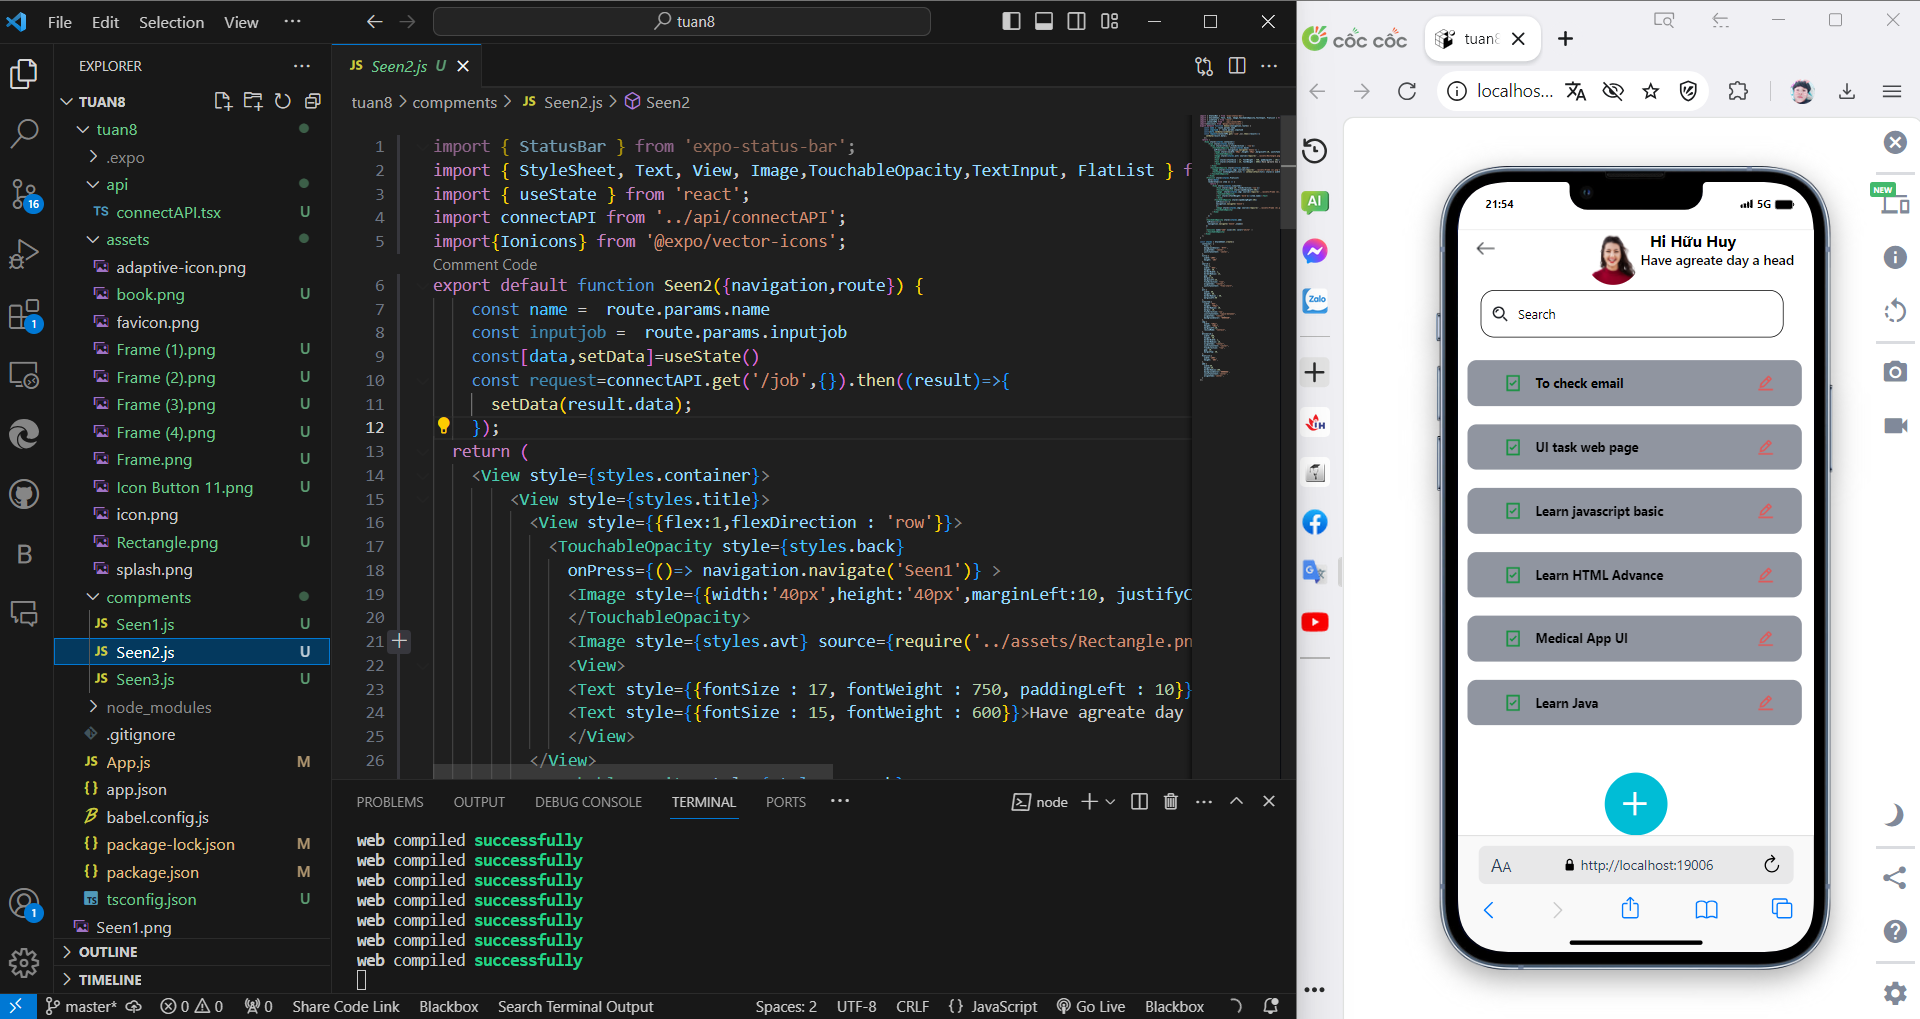 File Edit Selection View ···
tuan8
EXPLORER
TUAN8
tuan8
.expo
api
TS connectAPI.tsx U
assets
adaptive-icon.png
book.png U
favicon.png
Frame (1).png U
Frame (2).png U
Frame (3).png U
Frame (4).png U
Frame.png U
Icon Button 11.png U
icon.png
Rectangle.png U
splash.png
compments
JS Seen1.js U
JS Seen2.js U
JS Seen3.js U
node_modules
.gitignore
JS App.js M
{} app.json
babel.config.js
{} package-lock.json M
{} package.json M
tsconfig.json U
Seen1.png
OUTLINE
TIMELINE
16
1
1
B
JS Seen2.js U
tuan8 > compments > JS Seen2.js > Seen2
1 import { StatusBar } from 'expo-status-bar';
2 import { StyleSheet, Text, View, Image,TouchableOpacity,TextInput, FlatList } f
3 import { useState } from 'react';
4 import connectAPI from '../api/connectAPI';
5 import{Ionicons} from '@expo/vector-icons';
Comment Code
6 export default function Seen2({navigation,route}) {
7 const name = route.params.name
8 const inputjob = route.params.inputjob
9 const[data,setData]=useState()
10 const request=connectAPI.get('/job',{}).then((result)=>{
11 setData(result.data);
12 });
13 return (
14 <View style={styles.container}>
15 <View style={styles.title}>
16 <View style={{flex:1,flexDirection : 'row'}}>
17 <TouchableOpacity style={styles.back}
18 onPress={()=> navigation.navigate('Seen1')} >
19 <Image style={{width:'40px',height:'40px',marginLeft:10, justifyC
20 </TouchableOpacity>
21 <Image style={styles.avt} source={require('../assets/Rectangle.pn
22 <View>
23 <Text style={{fontSize : 17, fontWeight : 750, paddingLeft : 10}}
24 <Text style={{fontSize : 15, fontWeight : 600}}>Have agreate day
25 </View>
26 </View>
PROBLEMS OUTPUT DEBUG CONSOLE TERMINAL PORTS ···
node
web compiled successfully
web compiled successfully
web compiled successfully
web compiled successfully
web compiled successfully
web compiled successfully
web compiled successfully
master* 0 0 0 Share Code Link Blackbox Search Terminal Output Spaces: 2 UTF-8 CRLF {} JavaScript Go Live Blackbox
cốc cốc
tuan8
localhos...
AI
Zalo
IH
NEW
21:54
5G
Hi Hữu Huy
Have agreate day a head
Search
To check email
UI task web page
Learn javascript basic
Learn HTML Advance
Medical App UI
Learn Java
AA http://localhost:19006